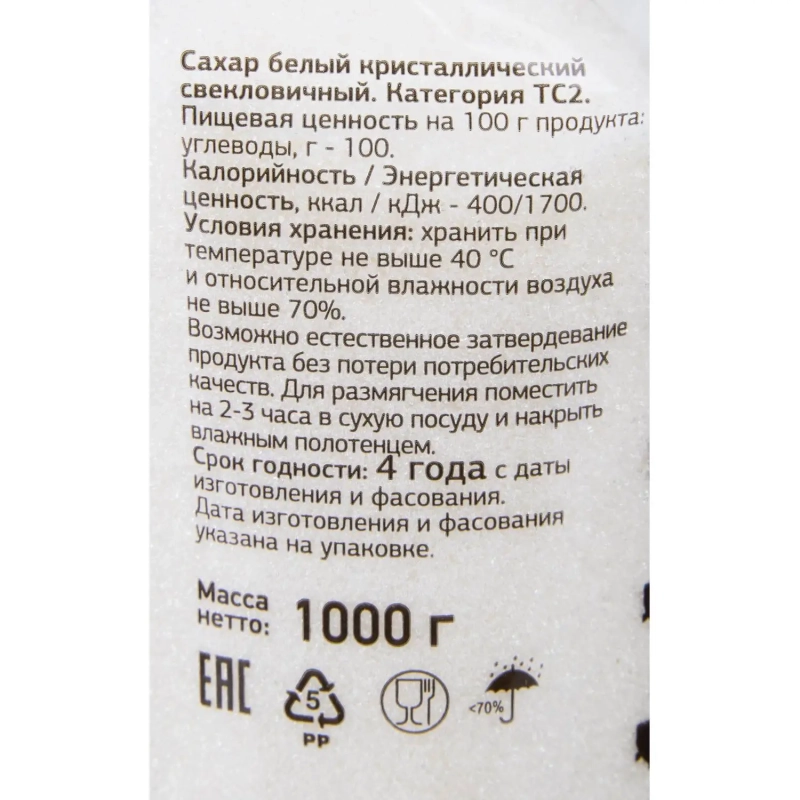 Сахар белый кристаллический
свекловичный. Категория ТС2.
Пищевая ценность на 100 г продукта:
углеводы, г - 100.
Калорийность / Энергетическая
ценность, ккал / кДж - 400/1700.
Условия хранения: хранить при
температуре не выше 40 °С
и относительной влажности воздуха
не выше 70%.
Возможно естественное затвердевание
продукта без потери потребительских
качеств. Для размягчения поместить
на 2-3 часа в сухую посуду и накрыть
влажным полотенцем.
Срок годности: 4 года с даты
изготовления и фасования.
Дата изготовления и фасования
указана на упаковке.
Масса
нетто: 1000 г
ЕАС
5
PP
<70%